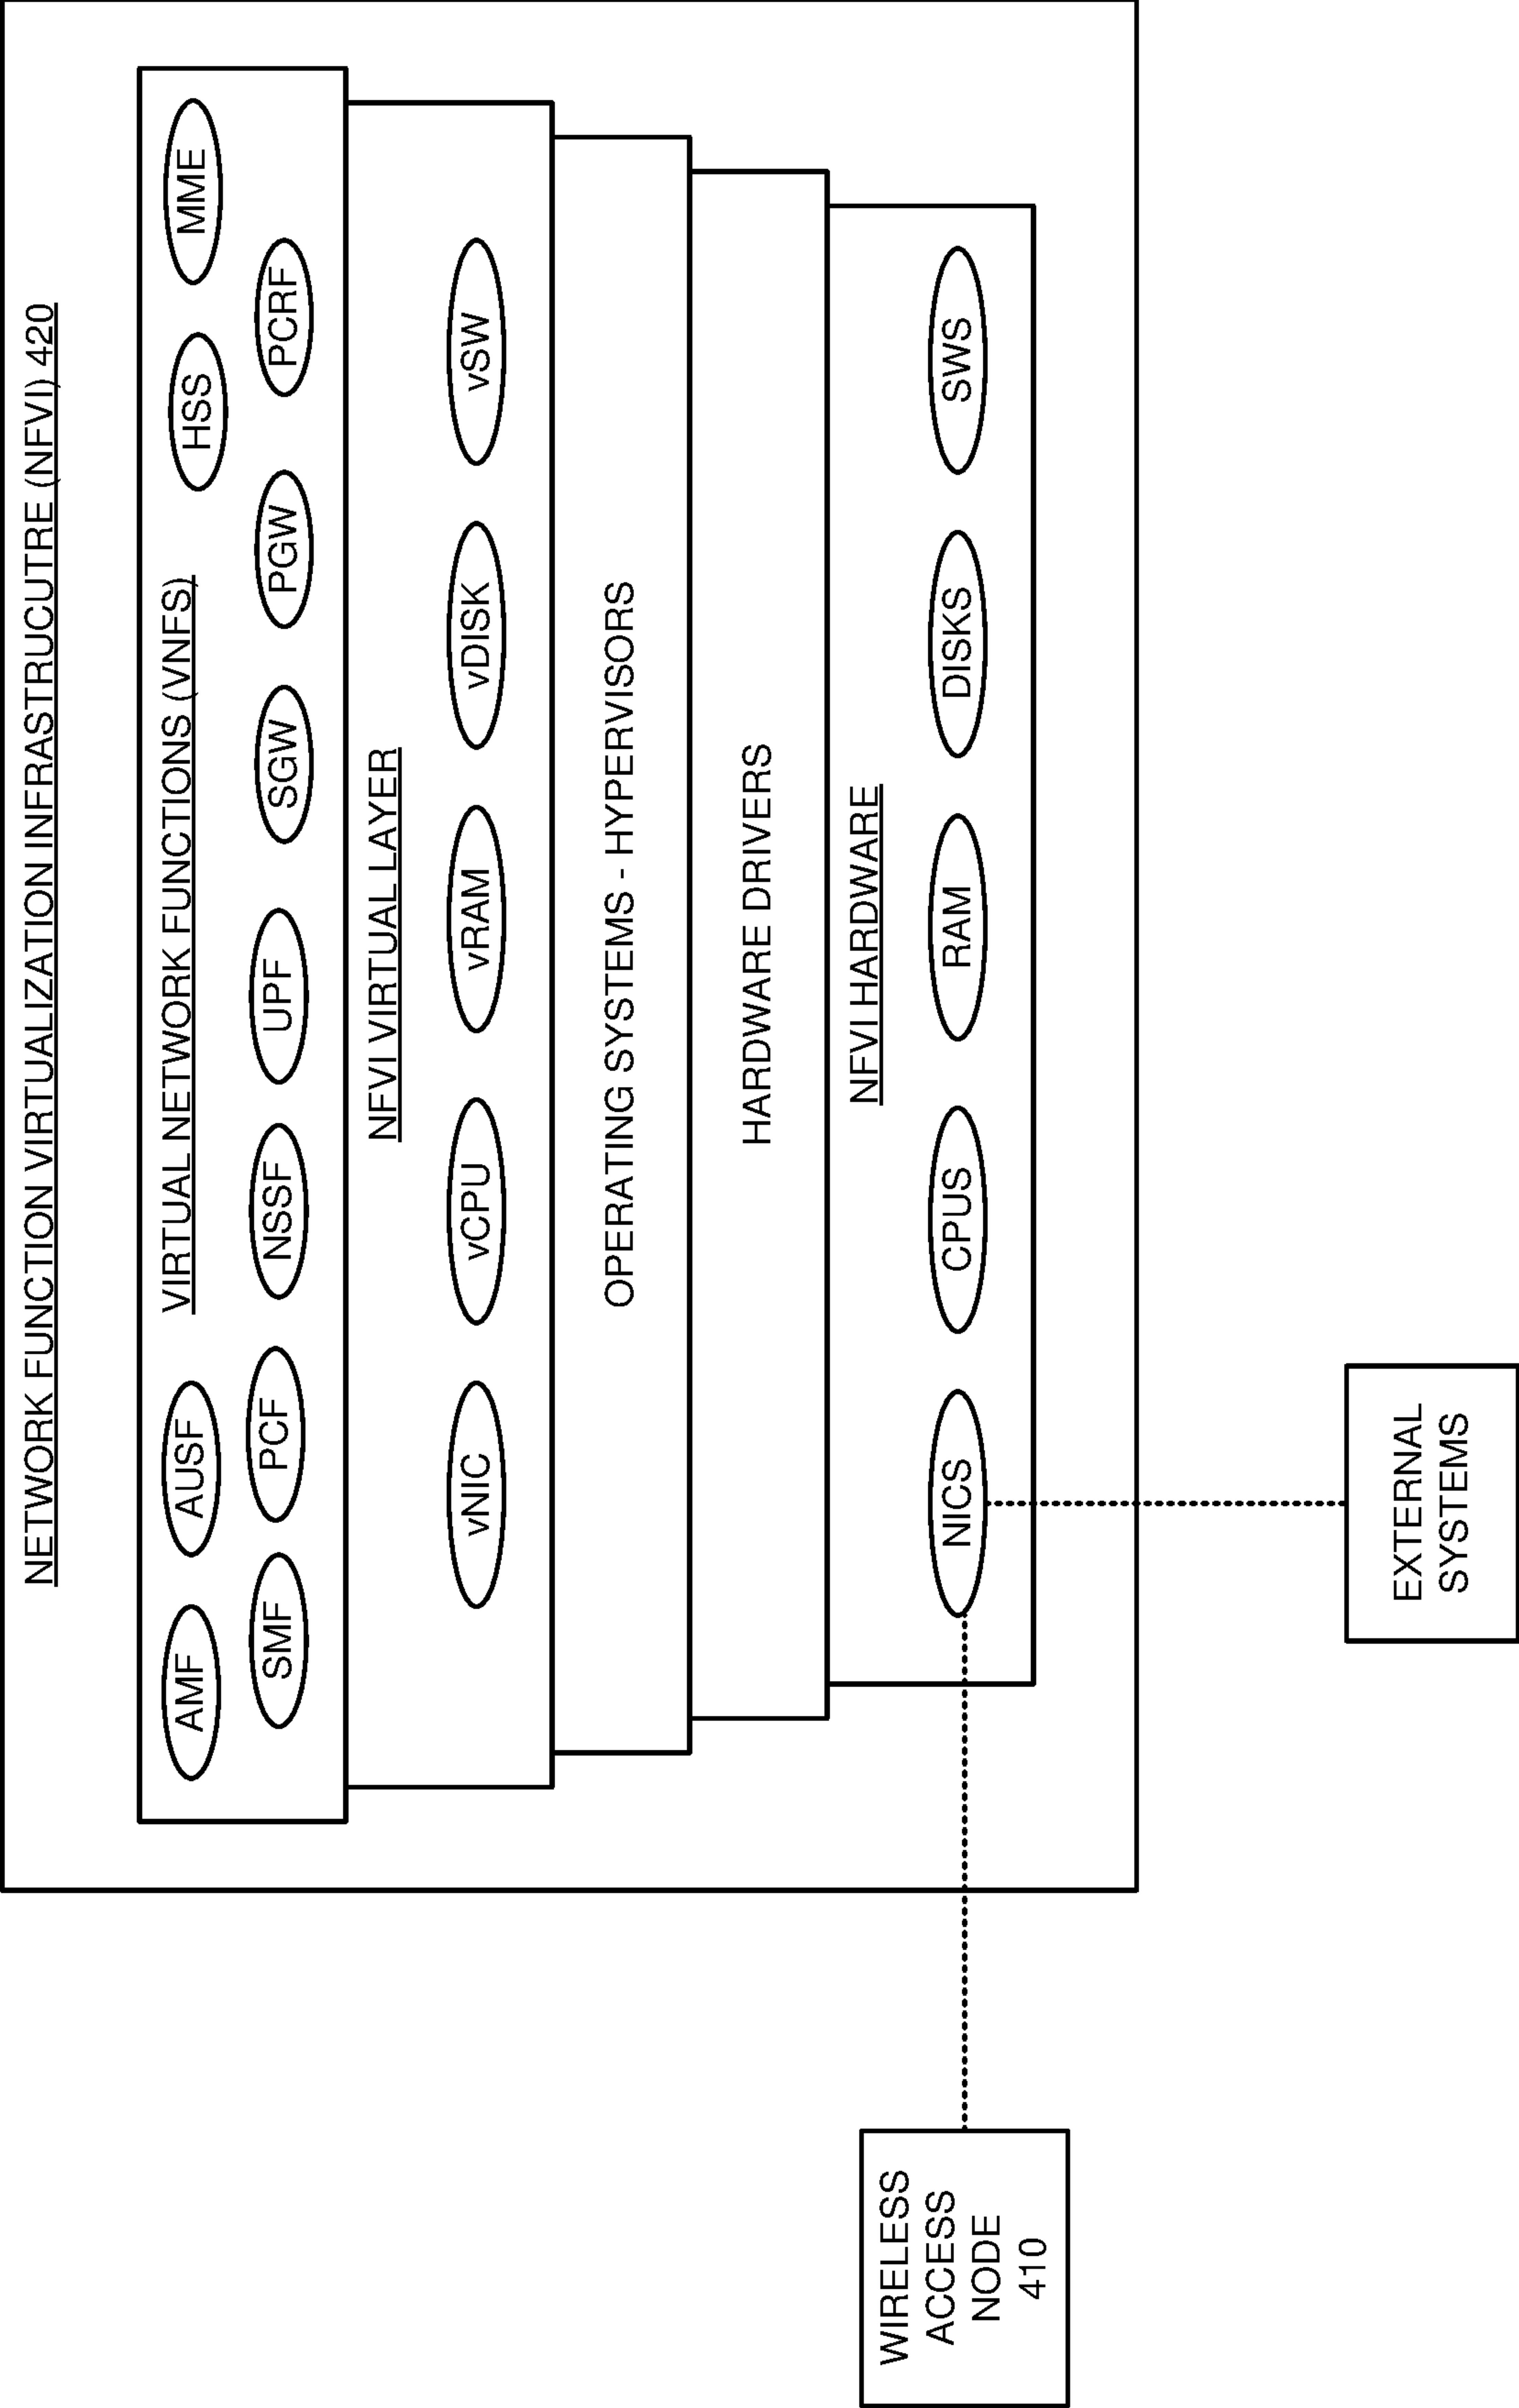 NETWORK FUNCTION VIRTUALIZATION INFRASTRUCUTRE (NFVI) 420
VIRTUAL NETWORK FUNCTIONS (VNFS)
AMF
AUSF
HSS
MME
SMF
PCF
NSSF
UPF
SGW
PGW
PCRF
NFVI VIRTUAL LAYER
vNIC
vCPU
vRAM
vDISK
vSW
OPERATING SYSTEMS - HYPERVISORS
HARDWARE DRIVERS
NFVI HARDWARE
NICS
CPUS
RAM
DISKS
SWS
WIRELESS
ACCESS
NODE
410
EXTERNAL
SYSTEMS